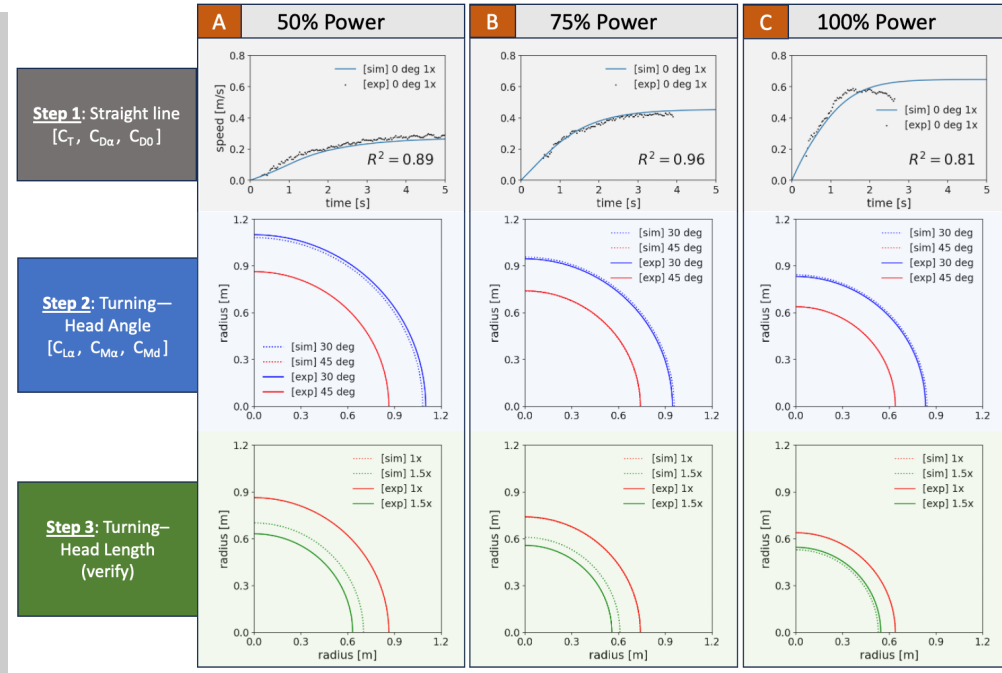 A 50% Power
B 75% Power
C 100% Power
Step 1: Straight line
[C_T, C_Dα, C_D0]
speed [m/s]
0.8
0.6
0.4
0.2
0.0
[sim] 0 deg 1x
[exp] 0 deg 1x
R² = 0.89
0 1 2 3 4 5
time [s]
0.8
0.6
0.4
0.2
0.0
[sim] 0 deg 1x
[exp] 0 deg 1x
R² = 0.96
0 1 2 3 4 5
time [s]
0.8
0.6
0.4
0.2
0.0
[sim] 0 deg 1x
[exp] 0 deg 1x
R² = 0.81
0 1 2 3 4 5
time [s]
Step 2: Turning—
Head Angle
[C_Lα, C_Mα, C_Md]
radius [m]
1.2
0.9
0.6
0.3
0.0
[sim] 30 deg
[sim] 45 deg
[exp] 30 deg
[exp] 45 deg
0.0 0.3 0.6 0.9 1.2
radius [m]
1.2
0.9
0.6
0.3
0.0
[sim] 30 deg
[sim] 45 deg
[exp] 30 deg
[exp] 45 deg
0.0 0.3 0.6 0.9 1.2
radius [m]
1.2
0.9
0.6
0.3
0.0
[sim] 30 deg
[sim] 45 deg
[exp] 30 deg
[exp] 45 deg
0.0 0.3 0.6 0.9 1.2
Step 3: Turning–
Head Length
(verify)
radius [m]
1.2
0.9
0.6
0.3
0.0
[sim] 1x
[sim] 1.5x
[exp] 1x
[exp] 1.5x
0.0 0.3 0.6 0.9 1.2
radius [m]
radius [m]
1.2
0.9
0.6
0.3
0.0
[sim] 1x
[sim] 1.5x
[exp] 1x
[exp] 1.5x
0.0 0.3 0.6 0.9 1.2
radius [m]
radius [m]
1.2
0.9
0.6
0.3
0.0
[sim] 1x
[sim] 1.5x
[exp] 1x
[exp] 1.5x
0.0 0.3 0.6 0.9 1.2
radius [m]